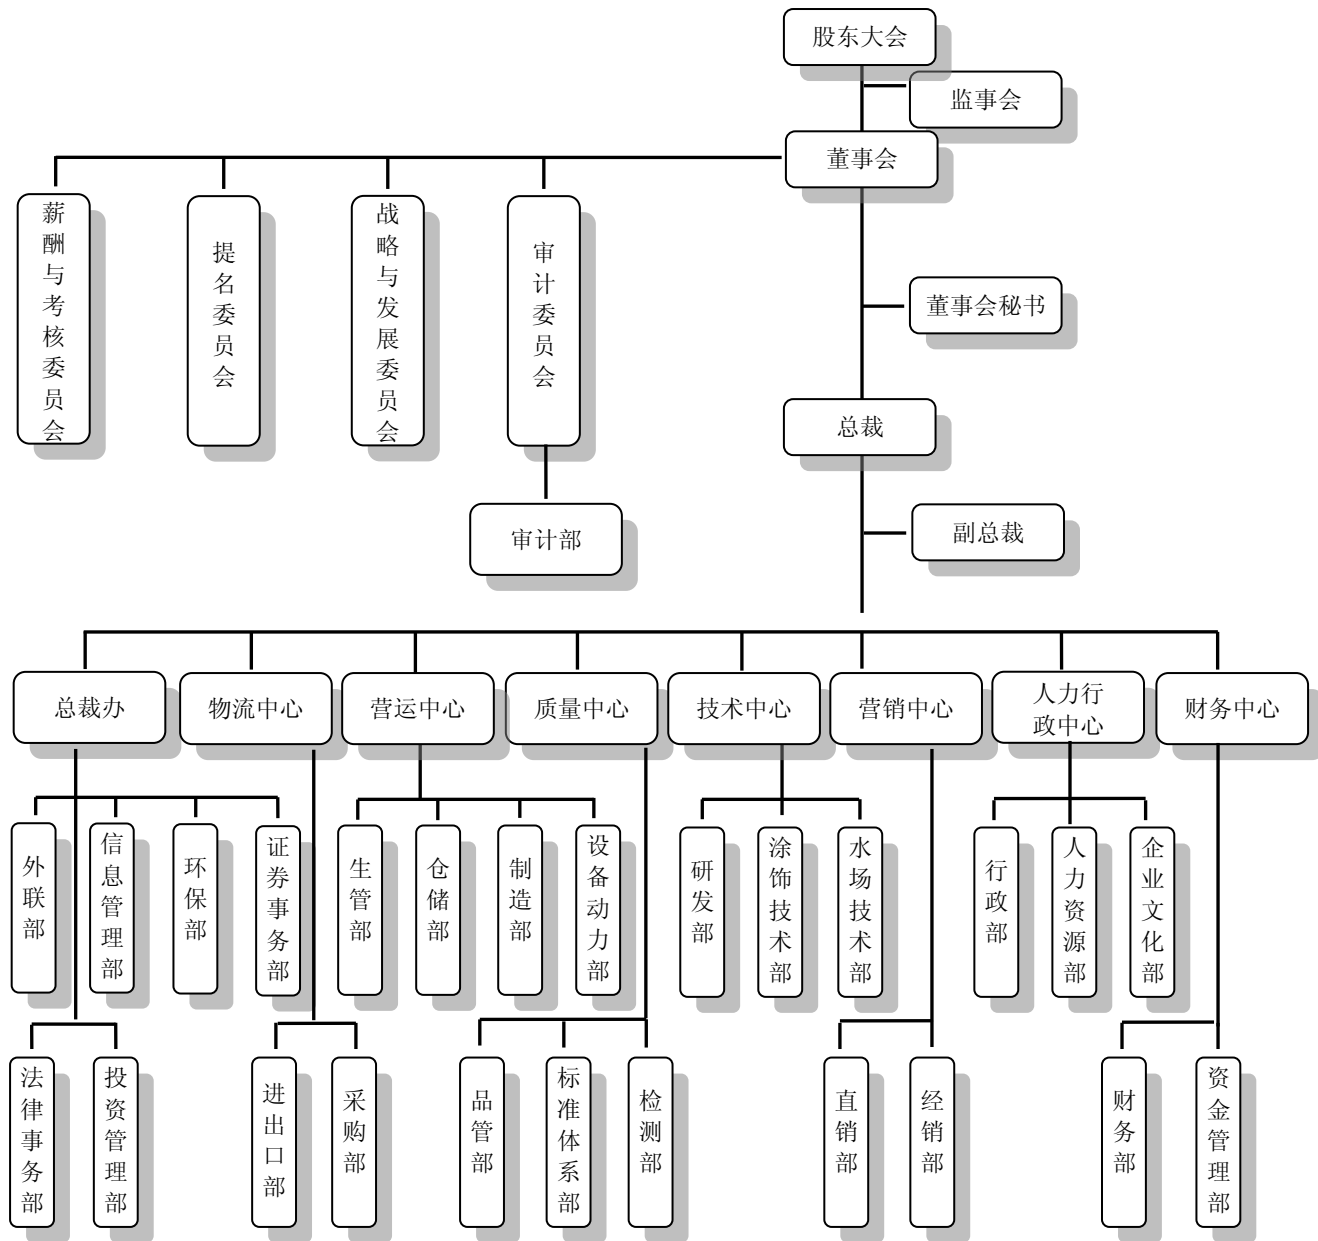 股东大会
监事会
董事会
薪酬与考核委员会
提名委员会
战略与发展委员会
审计委员会
董事会秘书
总裁
审计部
副总裁
总裁办
物流中心
营运中心
质量中心
技术中心
营销中心
人力行
政中心
财务中心
外联部
信息管理部
环保部
证券事务部
生管部
仓储部
制造部
设备动力部
研发部
涂饰技术部
水场技术部
行政部
人力资源部
企业文化部
法律事务部
投资管理部
进出口部
采购部
品管部
标准体系部
检测部
直销部
经销部
财务部
资金管理部